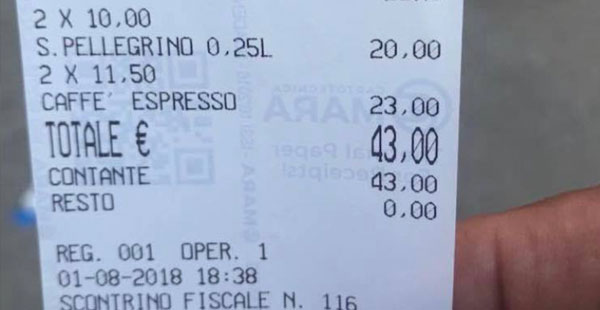 2 X 10,00
S.PELLEGRINO 0,25L 20,00
2 X 11,50
CAFFE' ESPRESSO 23,00
TOTALE € 43,00
CONTANTE 43,00
RESTO 0,00
REG. 001 OPER. 1
01-08-2018 18:38
SCONTRINO FISCALE N. 116